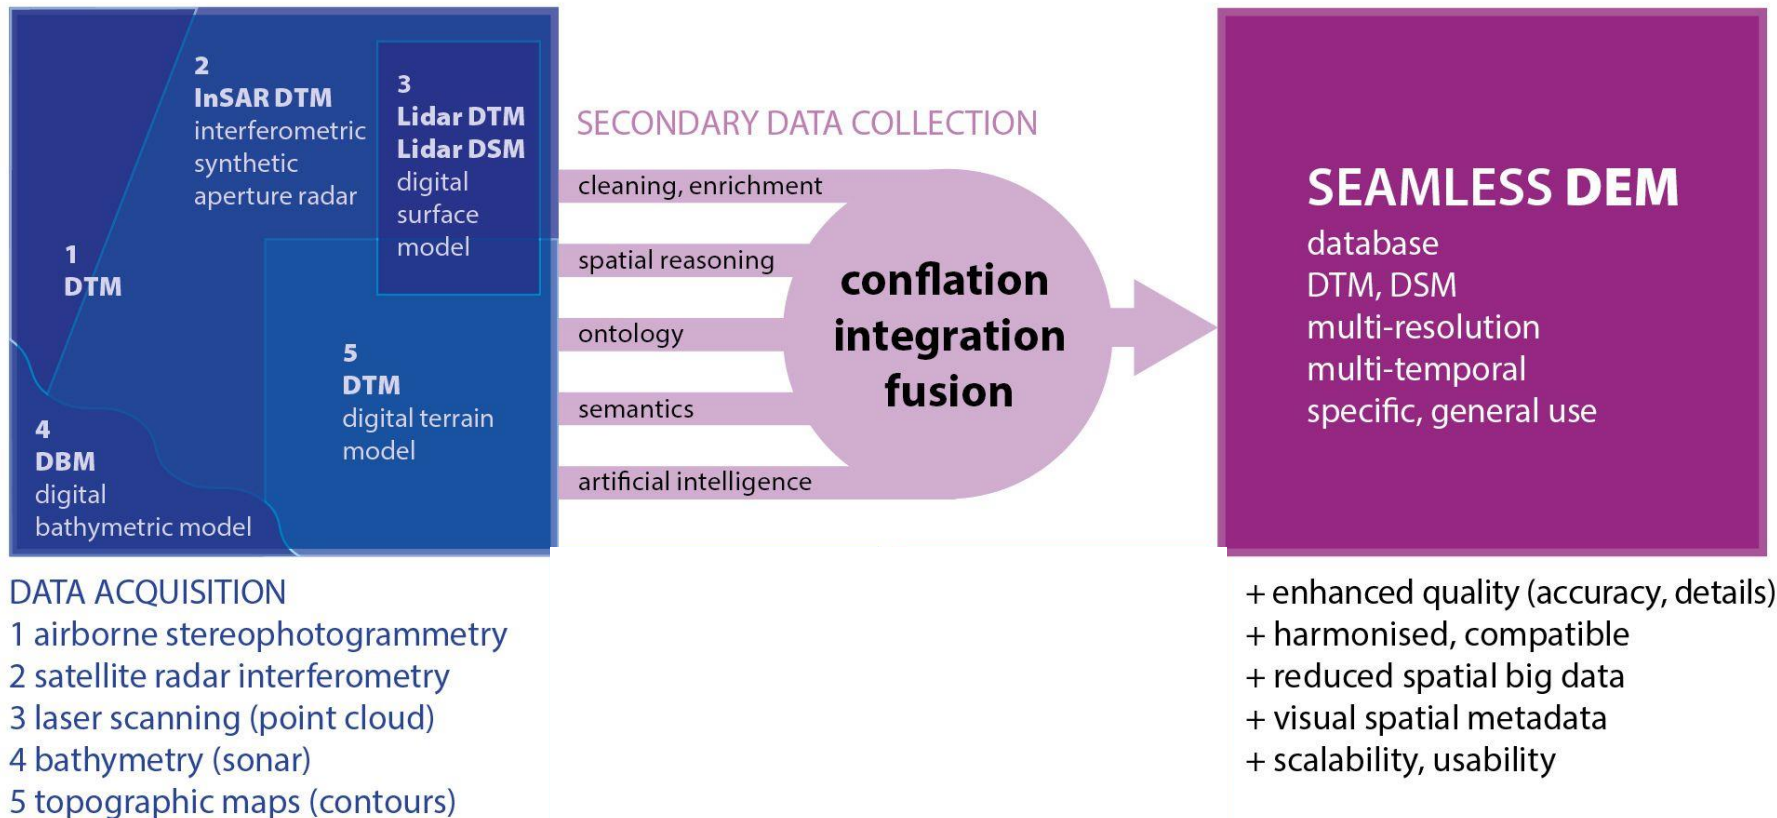 2
InSAR DTM
interferometric
synthetic
aperture radar
3
Lidar DTM
Lidar DSM
digital
surface
model
1
DTM
5
DTM
digital terrain
model
4
DBM
digital
bathymetric model
DATA ACQUISITION
1 airborne stereophotogrammetry
2 satellite radar interferometry
3 laser scanning (point cloud)
4 bathymetry (sonar)
5 topographic maps (contours)
SECONDARY DATA COLLECTION
cleaning, enrichment
spatial reasoning
ontology
semantics
artificial intelligence
conflation
integration
fusion
SEAMLESS DEM
database
DTM, DSM
multi-resolution
multi-temporal
specific, general use
+ enhanced quality (accuracy, details)
+ harmonised, compatible
+ reduced spatial big data
+ visual spatial metadata
+ scalability, usability